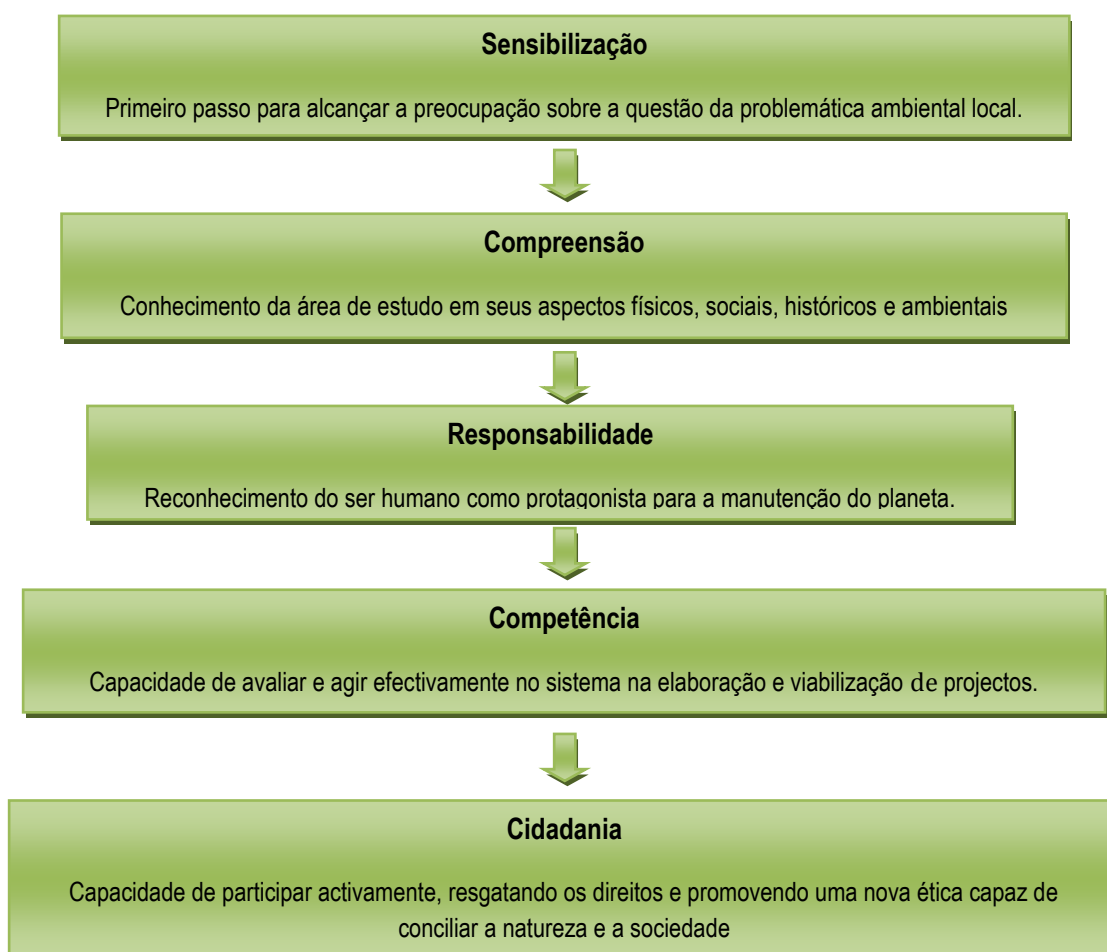 Sensibilização
Primeiro passo para alcançar a preocupação sobre a questão da problemática ambiental local.
Compreensão
Conhecimento da área de estudo em seus aspectos físicos, sociais, históricos e ambientais
Responsabilidade
Reconhecimento do ser humano como protagonista para a manutenção do planeta.
Competência
Capacidade de avaliar e agir efectivamente no sistema na elaboração e viabilização de projectos.
Cidadania
Capacidade de participar activamente, resgatando os direitos e promovendo uma nova ética capaz de
conciliar a natureza e a sociedade